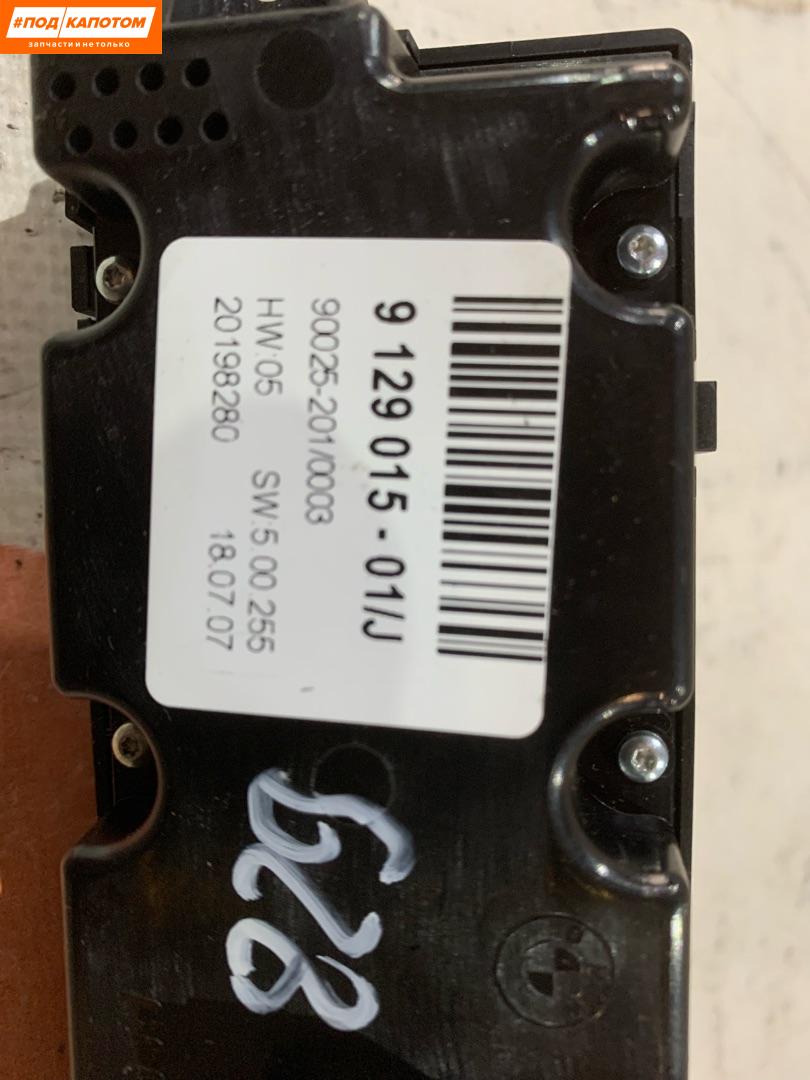 #ПОД КАПОТОМ
запчасти и не только
9 129 015 - 01/J
90025-201/0003
HW:05 SW:5.00.255
20198280 18.07.07
528